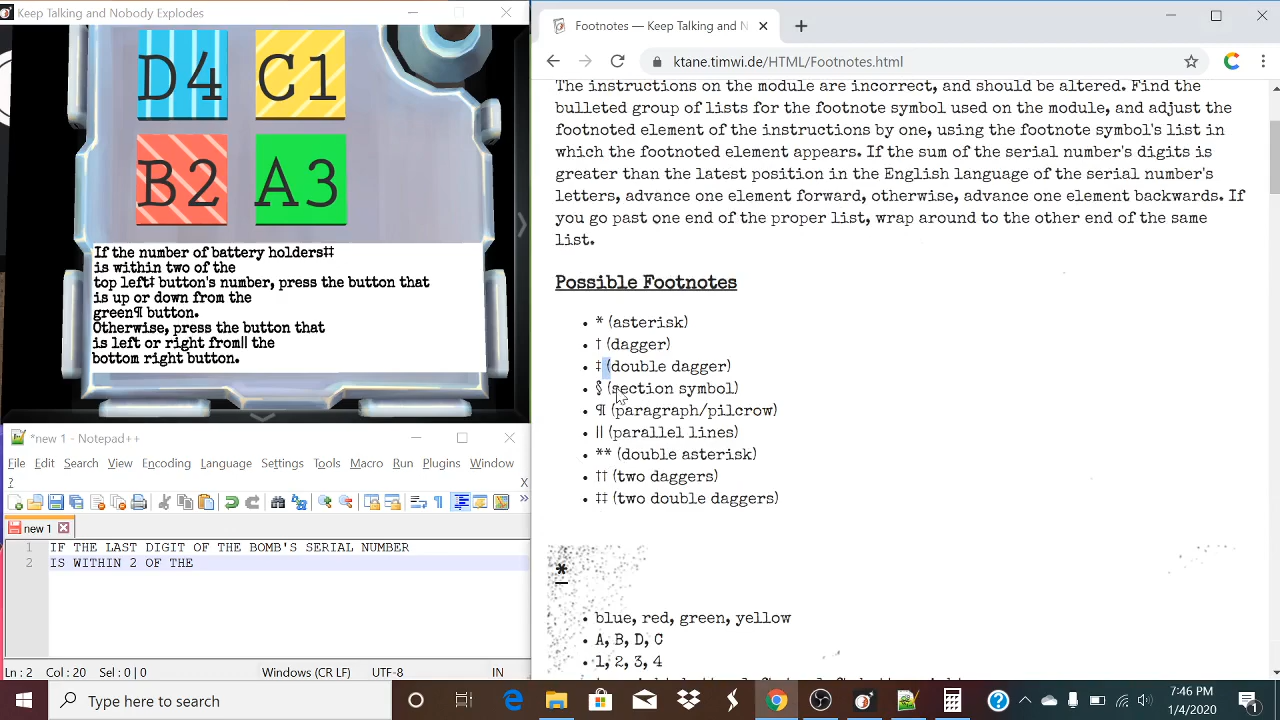 Keep Talking and Nobody Explodes
D4 C1
B2 A3
If the number of battery holders‡‡
is within two of the
top left‡ button's number, press the button that
is up or down from the
green¶ button.
Otherwise, press the button that
is left or right from|| the
bottom right button.
*new 1 - Notepad++
File Edit Search View Encoding Language Settings Tools Macro Run Plugins Window
? X
new 1
1 IF THE LAST DIGIT OF THE BOMB'S SERIAL NUMBER
2 IS WITHIN 2 OF THE
Ln : 2 Col : 20 Sel : 0 | 0 Windows (CR LF) UTF-8 IN
Footnotes — Keep Talking and N
ktane.timwi.de/HTML/Footnotes.html
The instructions on the module are incorrect, and should be altered. Find the
bulleted group of lists for the footnote symbol used on the module, and adjust the
footnoted element of the instructions by one, using the footnote symbol's list in
which the footnoted element appears. If the sum of the serial number's digits is
greater than the latest position in the English language of the serial number's
letters, advance one element forward, otherwise, advance one element backwards. If
you go past one end of the proper list, wrap around to the other end of the same
list.
Possible Footnotes
• * (asterisk)
• † (dagger)
• ‡ (double dagger)
• § (section symbol)
• ¶ (paragraph/pilcrow)
• || (parallel lines)
• ** (double asterisk)
• †† (two daggers)
• ‡‡ (two double daggers)
*
• blue, red, green, yellow
• A, B, D, C
• 1, 2, 3, 4
Type here to search
7:46 PM
1/4/2020